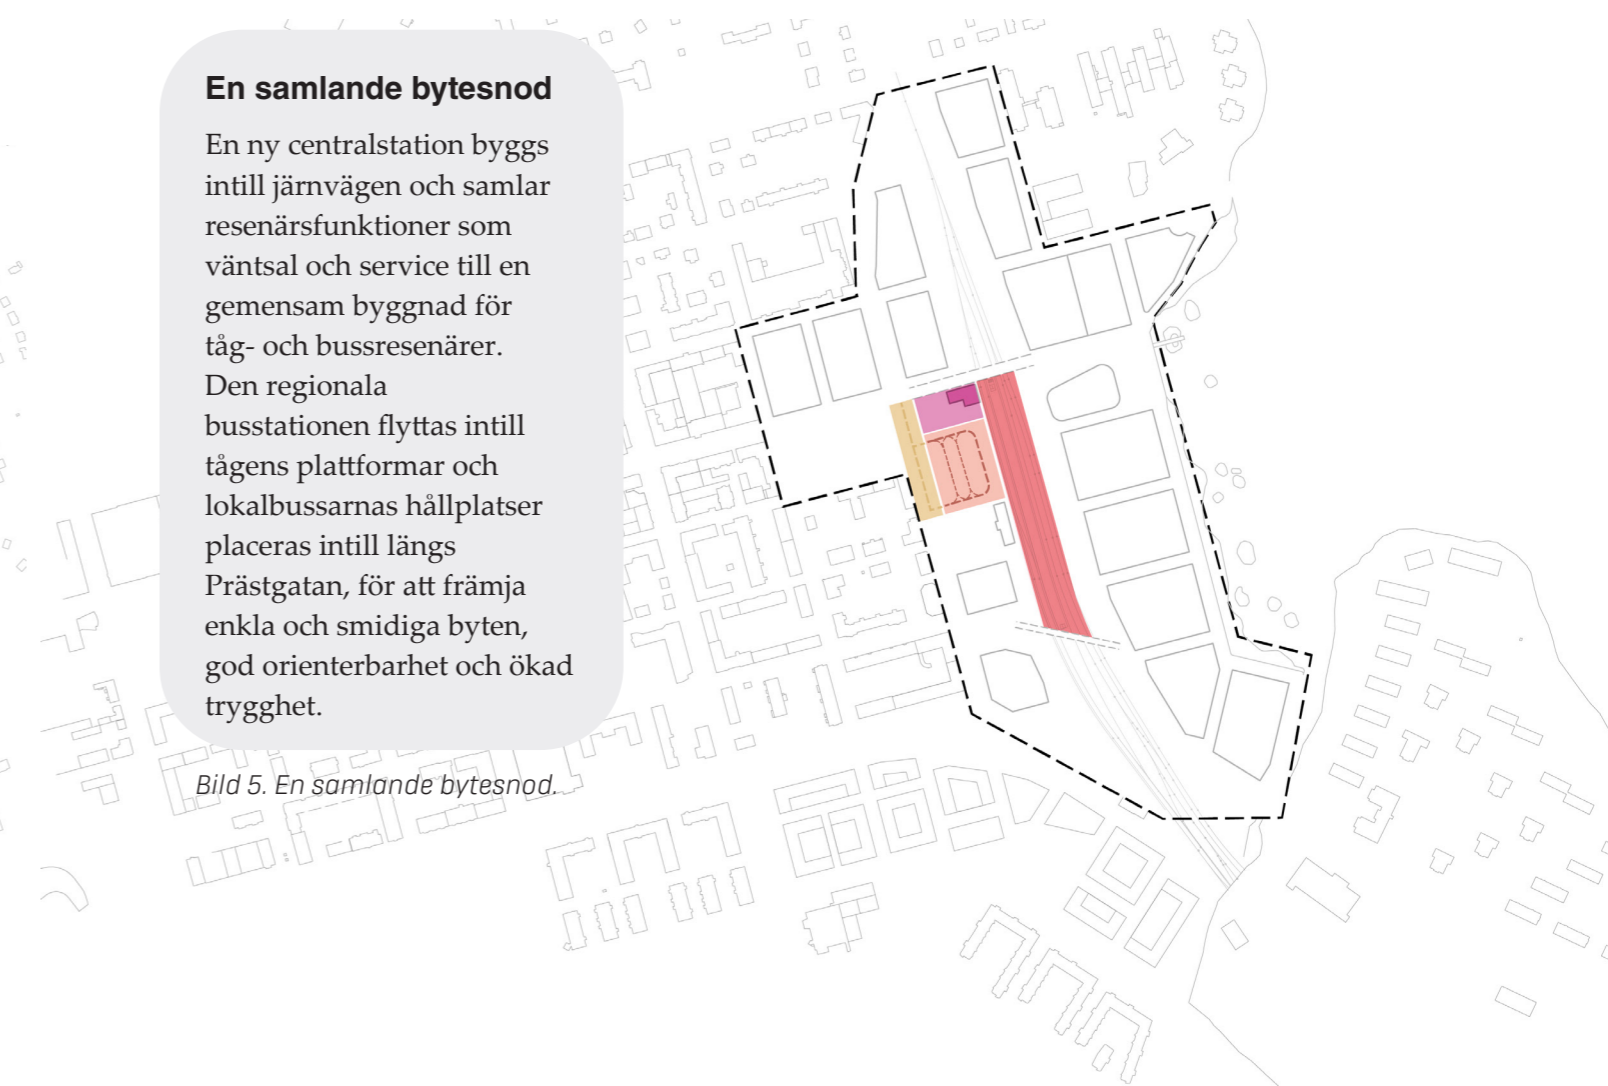 En samlande bytesnod
En ny centralstation byggs
intill järnvägen och samlar
resenärsfunktioner som
väntsal och service till en
gemensam byggnad för
tåg- och bussresenärer.
Den regionala
busstationen flyttas intill
tågens plattformar och
lokalbussarnas hållplatser
placeras intill längs
Prästgatan, för att främja
enkla och smidiga byten,
god orienterbarhet och ökad
trygghet.
Bild 5. En samlande bytesnod.